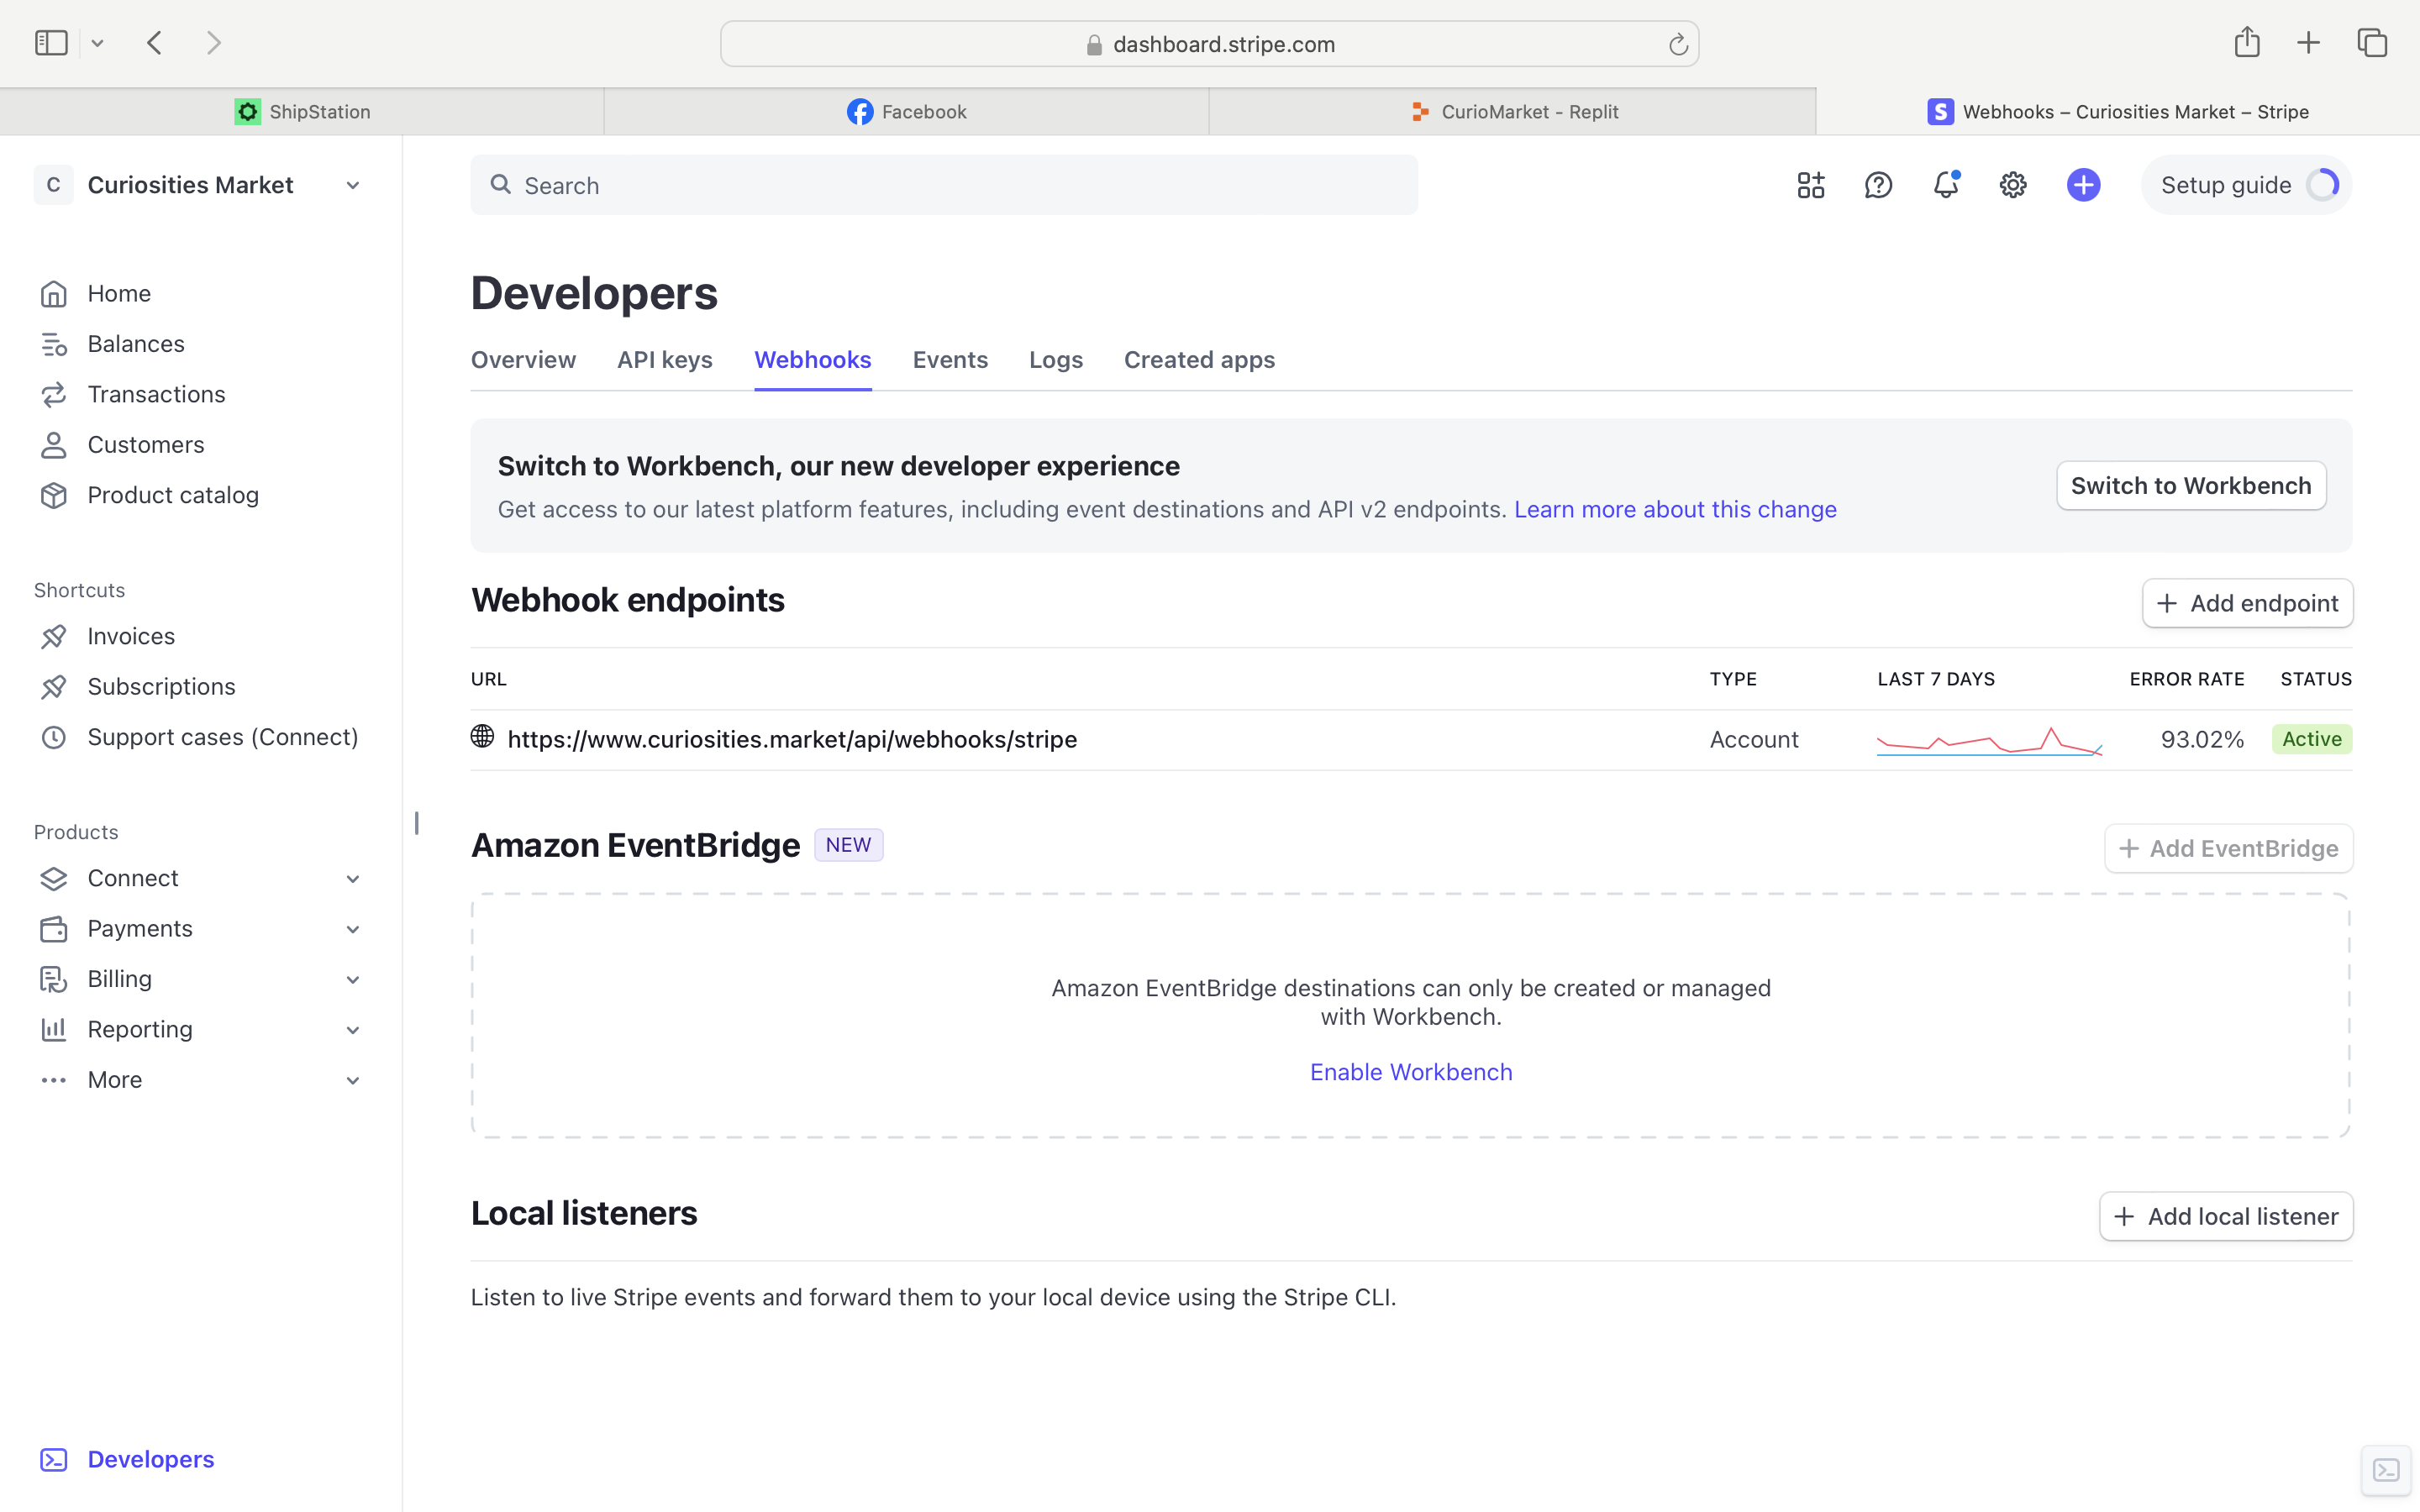 dashboard.stripe.com
ShipStation
Facebook
CurioMarket - Replit
S Webhooks – Curiosities Market – Stripe
C Curiosities Market
Search
Setup guide
Home
Balances
Transactions
Customers
Product catalog
Shortcuts
Invoices
Subscriptions
Support cases (Connect)
Products
Connect
Payments
Billing
Reporting
More
Developers
Developers
Overview API keys Webhooks Events Logs Created apps
Switch to Workbench, our new developer experience
Get access to our latest platform features, including event destinations and API v2 endpoints. Learn more about this change
Switch to Workbench
Webhook endpoints
+ Add endpoint
URL TYPE LAST 7 DAYS ERROR RATE STATUS
https://www.curiosities.market/api/webhooks/stripe Account 93.02% Active
Amazon EventBridge NEW
+ Add EventBridge
Amazon EventBridge destinations can only be created or managed
with Workbench.
Enable Workbench
Local listeners
+ Add local listener
Listen to live Stripe events and forward them to your local device using the Stripe CLI.